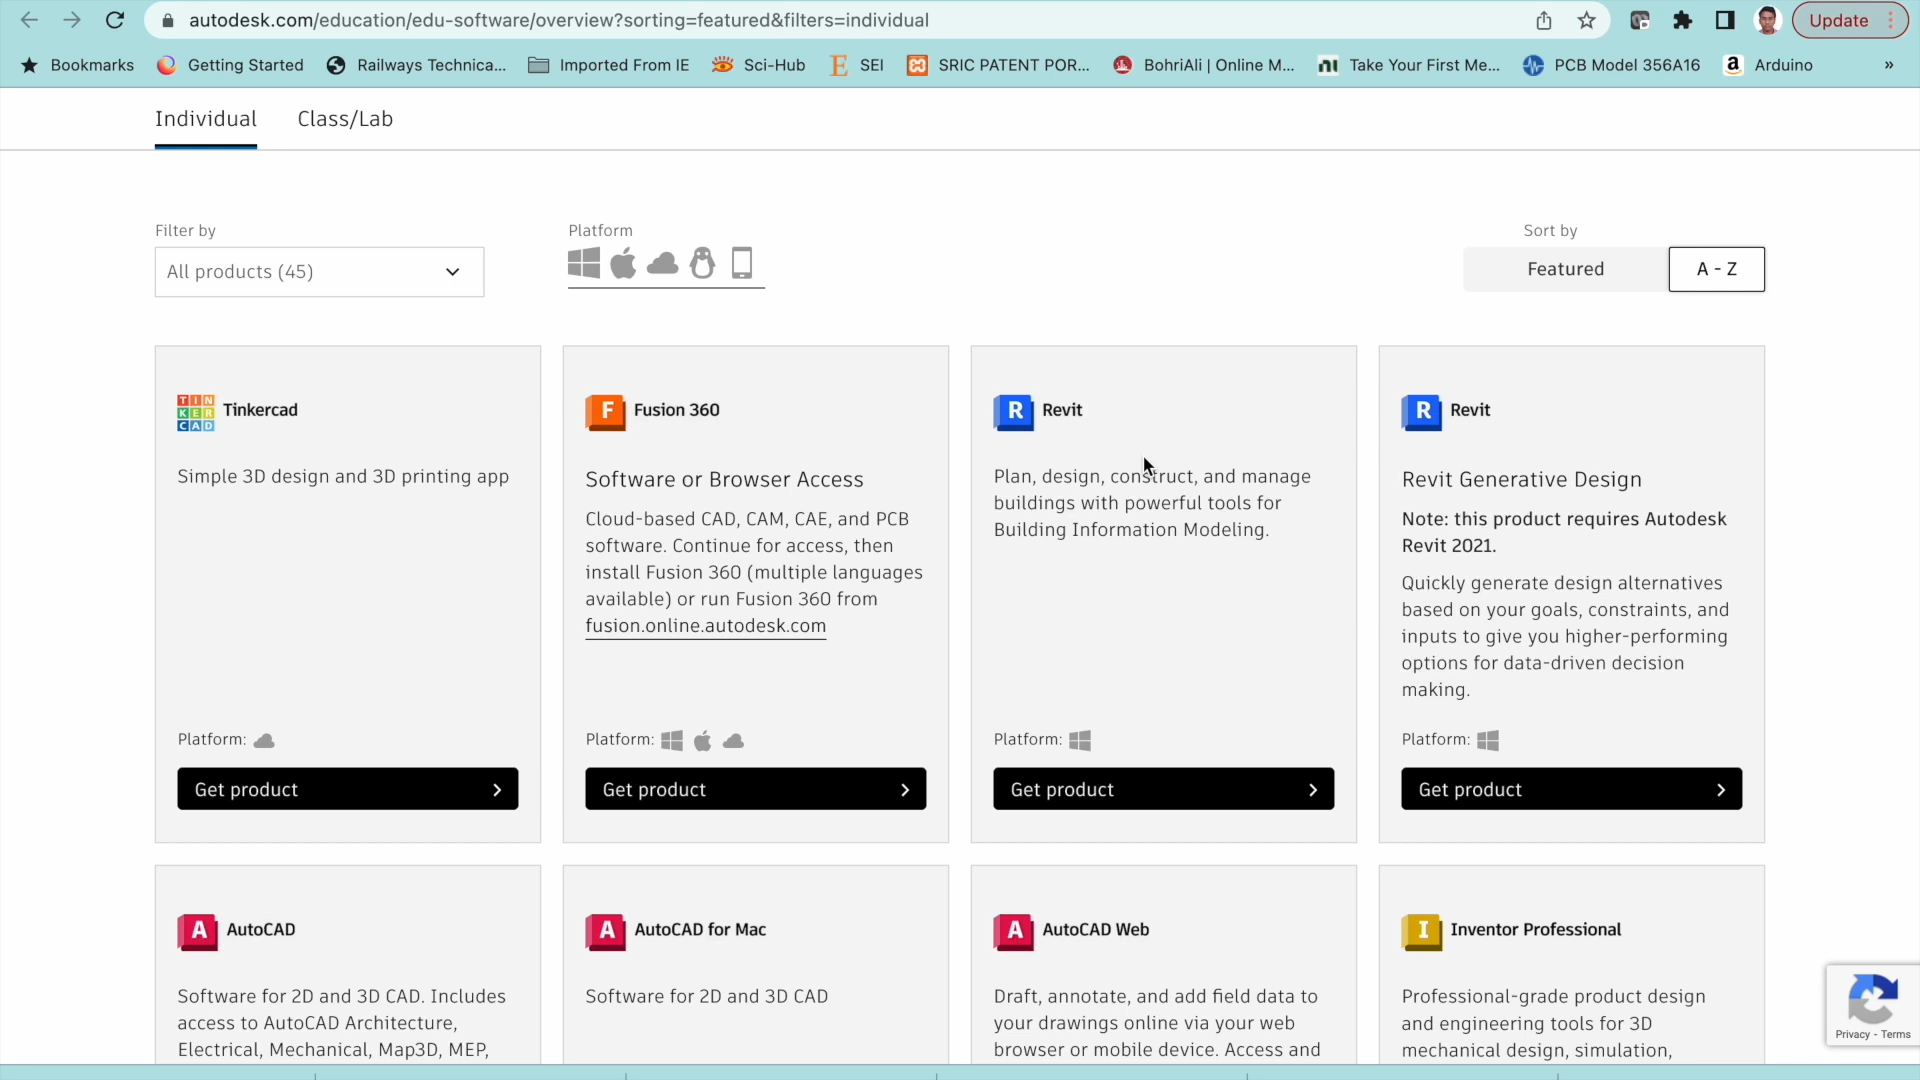 autodesk.com/education/edu-software/overview?sorting=featured&filters=individual
Update
Bookmarks
Getting Started
Railways Technica...
Imported From IE
Sci-Hub
SEI
SRIC PATENT POR...
BohriAli | Online M...
Take Your First Me...
PCB Model 356A16
Arduino
»
Individual
Class/Lab
Filter by
All products (45)
Platform
Sort by
Featured
A - Z
TIN
KER
CAD
Tinkercad
Simple 3D design and 3D printing app
Platform:
Get product
F
Fusion 360
Software or Browser Access
Cloud-based CAD, CAM, CAE, and PCB
software. Continue for access, then
install Fusion 360 (multiple languages
available) or run Fusion 360 from
fusion.online.autodesk.com
Platform:
Get product
R
Revit
Plan, design, construct, and manage
buildings with powerful tools for
Building Information Modeling.
Platform:
Get product
R
Revit
Revit Generative Design
Note: this product requires Autodesk
Revit 2021.
Quickly generate design alternatives
based on your goals, constraints, and
inputs to give you higher-performing
options for data-driven decision
making.
Platform:
Get product
A
AutoCAD
Software for 2D and 3D CAD. Includes
access to AutoCAD Architecture,
Electrical, Mechanical, Map3D, MEP,
A
AutoCAD for Mac
Software for 2D and 3D CAD
A
AutoCAD Web
Draft, annotate, and add field data to
your drawings online via your web
browser or mobile device. Access and
I
Inventor Professional
Professional-grade product design
and engineering tools for 3D
mechanical design, simulation,
Privacy - Terms